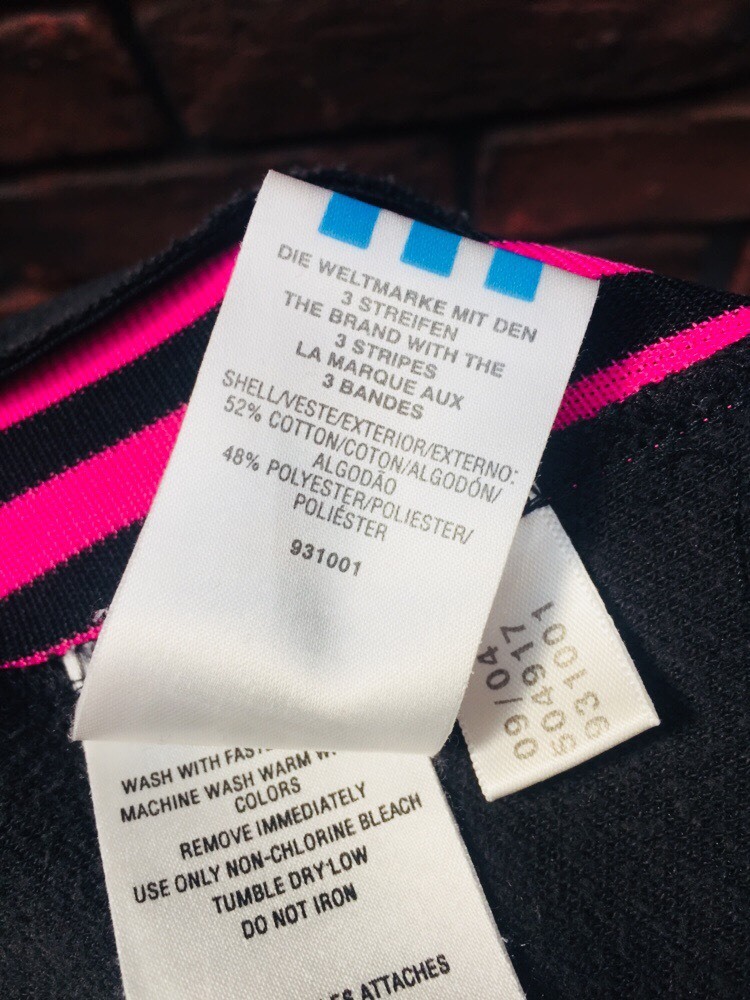 DIE WELTMARKE MIT DEN
3 STREIFEN
THE BRAND WITH THE
3 STRIPES
LA MARQUE AUX
3 BANDES
SHELL/VESTE/EXTERIOR/EXTERNO:
52% COTTON/COTON/ALGODÓN/
ALGODÃO
48% POLYESTER/POLIESTER/
POLIÉSTER
931001
09/04
504917
931001
WASH WITH
MACHINE WASH WARM
COLORS
REMOVE IMMEDIATELY
USE ONLY NON-CHLORINE BLEACH
TUMBLE DRY LOW
DO NOT IRON
ATTACHES